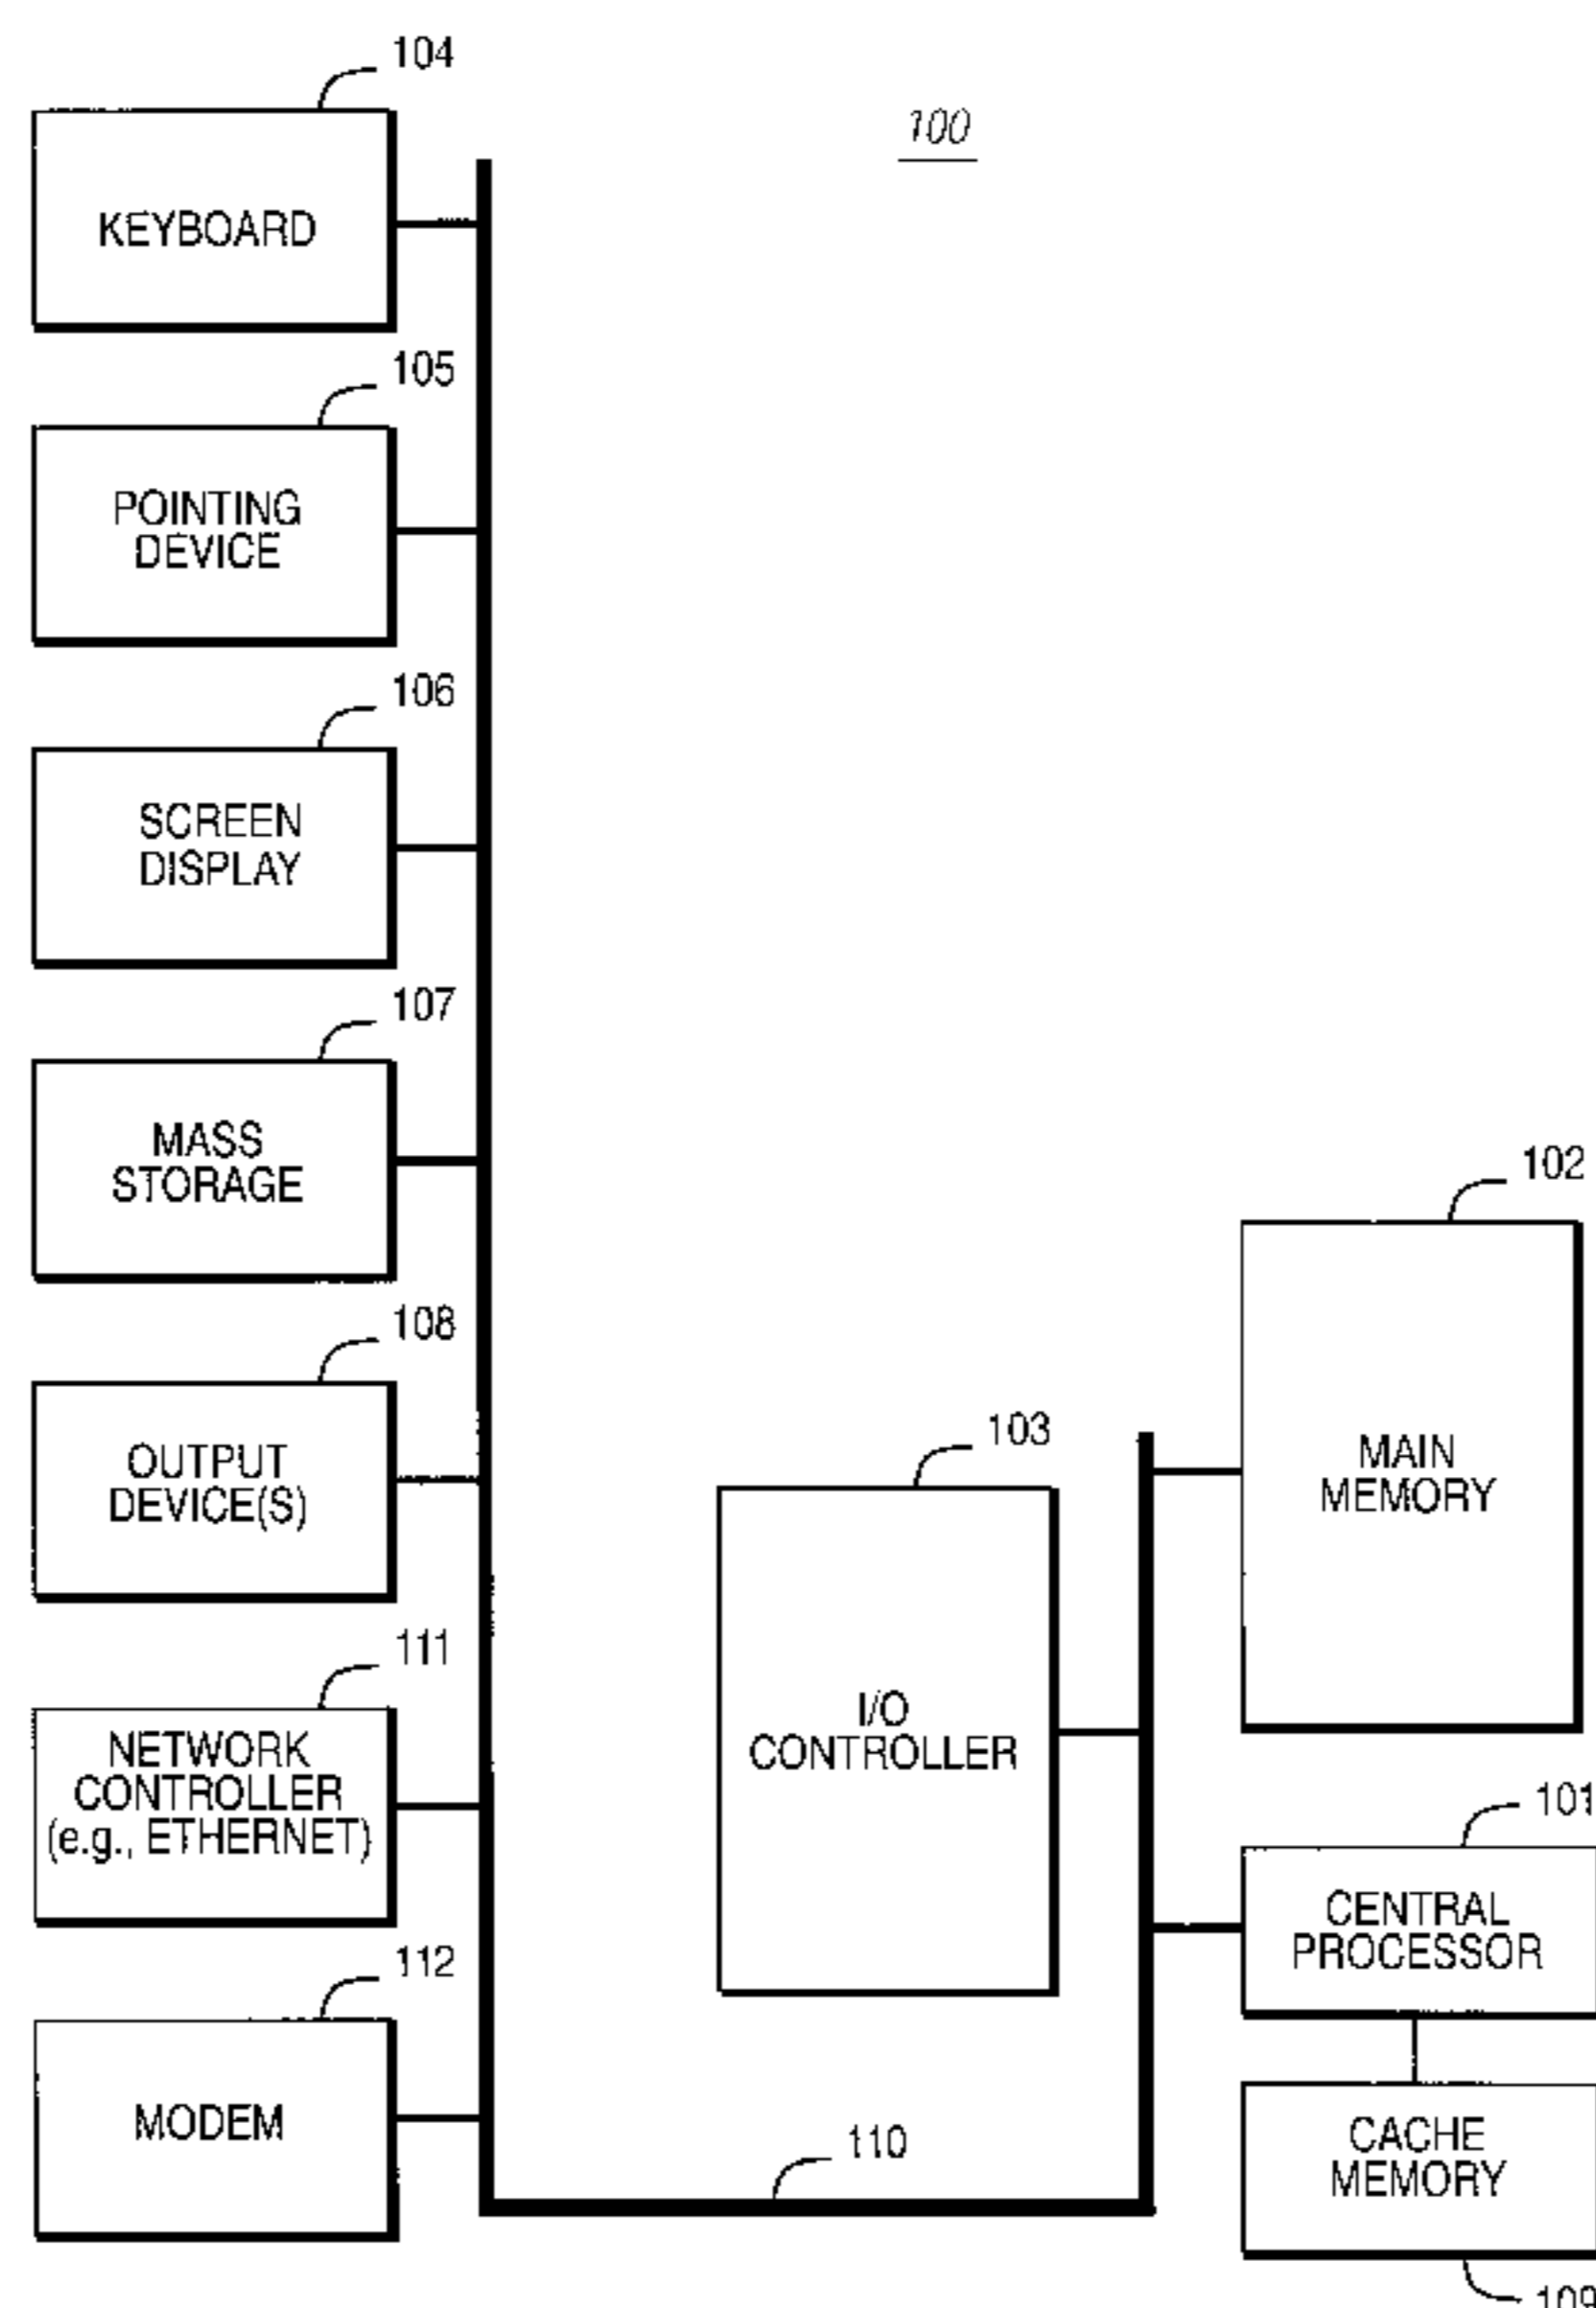 104
100
KEYBOARD
105
POINTING
DEVICE
106
SCREEN
DISPLAY
107
MASS
STORAGE
102
108
OUTPUT
DEVICE(S)
103
MAIN
MEMORY
111
NETWORK
CONTROLLER
(e.g., ETHERNET)
I/O
CONTROLLER
101
CENTRAL
PROCESSOR
112
MODEM
110
CACHE
MEMORY
109